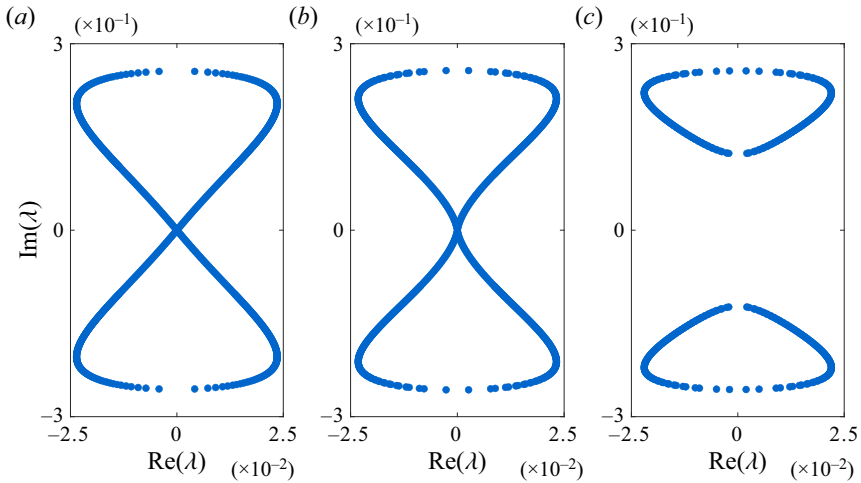 (a) (×10⁻¹) (b) (×10⁻¹) (c) (×10⁻¹)
3 3 3
Im(λ) 0 0 0
−3 −3 −3
−2.5 0 2.5 −2.5 0 2.5 −2.5 0 2.5
Re(λ) (×10⁻²) Re(λ) (×10⁻²) Re(λ) (×10⁻²)